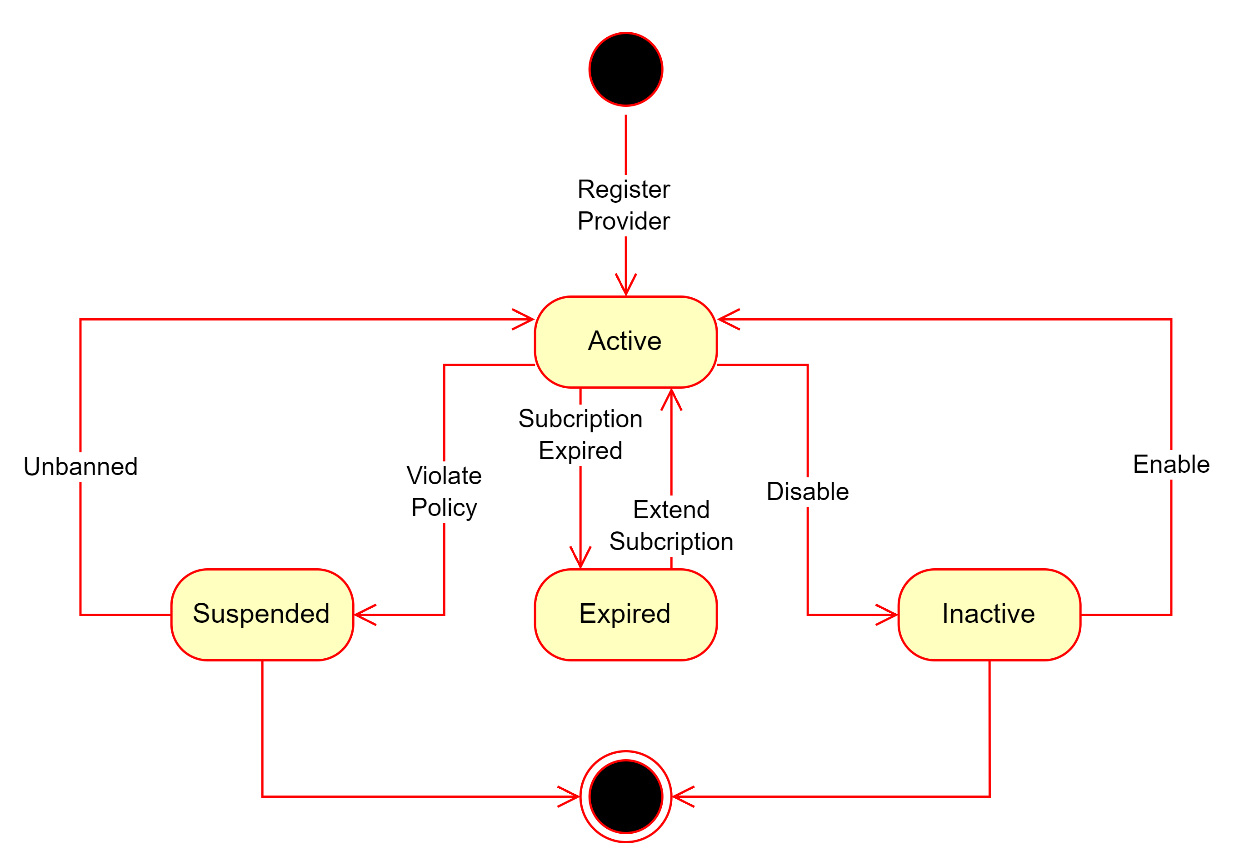 Register
Provider
Active
Subcription
Expired
Unbanned
Violate
Policy
Disable
Enable
Extend
Subcription
Suspended
Expired
Inactive